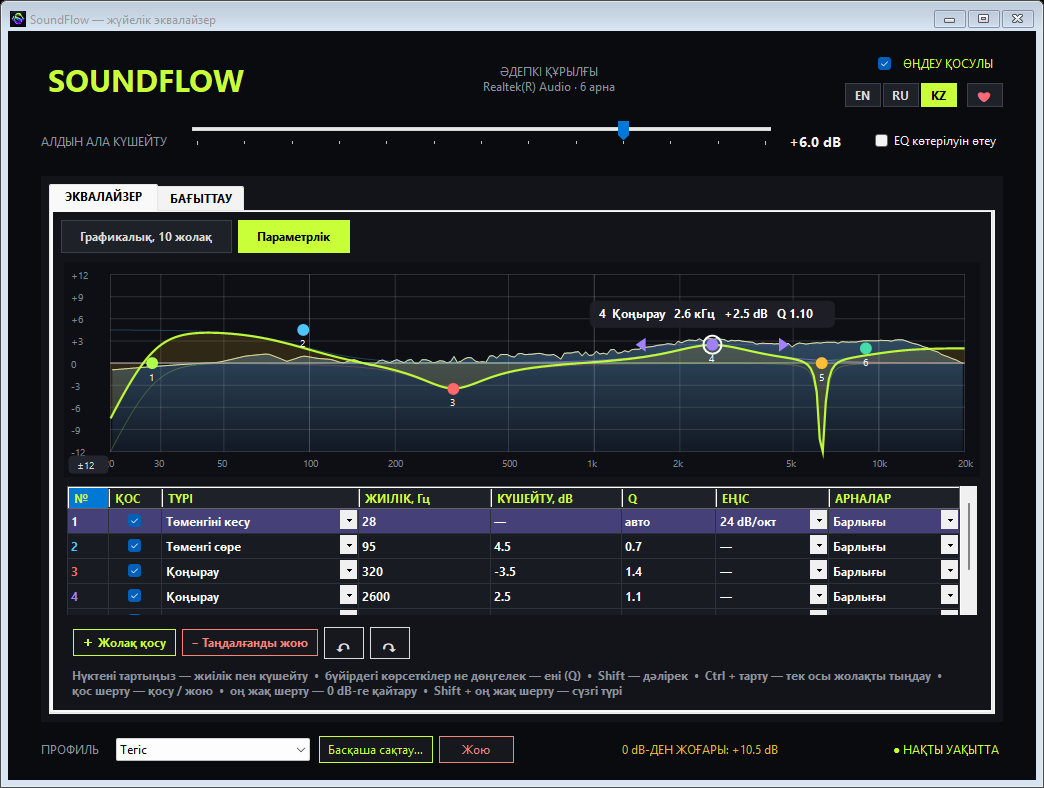 SoundFlow — жүйелік эквалайзер
SOUNDFLOW
ӘДЕПКІ ҚҰРЫЛҒЫ
Realtek(R) Audio · 6 арна
ӨҢДЕУ ҚОСУЛЫ
EN RU KZ
АЛДЫН АЛА КҮШЕЙТУ
+6.0 dB
EQ көтерілуін өтеу
ЭКВАЛАЙЗЕР БАҒЫТТАУ
Графикалық, 10 жолақ Параметрлік
+12
+9
+6
+3
0
-3
-6
-9
-12
±12
4 Қоңырау 2.6 кГц +2.5 dB Q 1.10
1
2
3
4
5
6
0 30 50 100 200 500 1k 2k 5k 10k 20k
№ ҚОС ТҮРІ ЖИІЛІК, Гц КҮШЕЙТУ, dB Q ЕҢІС АРНАЛАР
1 Төменгіні кесу 28 — авто 24 dB/окт Барлығы
2 Төменгі сөре 95 4.5 0.7 — Барлығы
3 Қоңырау 320 -3.5 1.4 — Барлығы
4 Қоңырау 2600 2.5 1.1 — Барлығы
+ Жолақ қосу − Таңдалғанды жою
Нүктені тартыңыз — жиілік пен күшейту • бүйірдегі көрсеткілер не дөңгелек — ені (Q) • Shift — дәлірек • Ctrl + тарту — тек осы жолақты тыңдау •
қос шерту — қосу / жою • оң жақ шерту — 0 dB-ге қайтару • Shift + оң жақ шерту — сүзгі түрі
ПРОФИЛЬ Тегіс Басқаша сақтау... Жою
0 dB-ДЕН ЖОҒАРЫ: +10.5 dB
● НАҚТЫ УАҚЫТТА